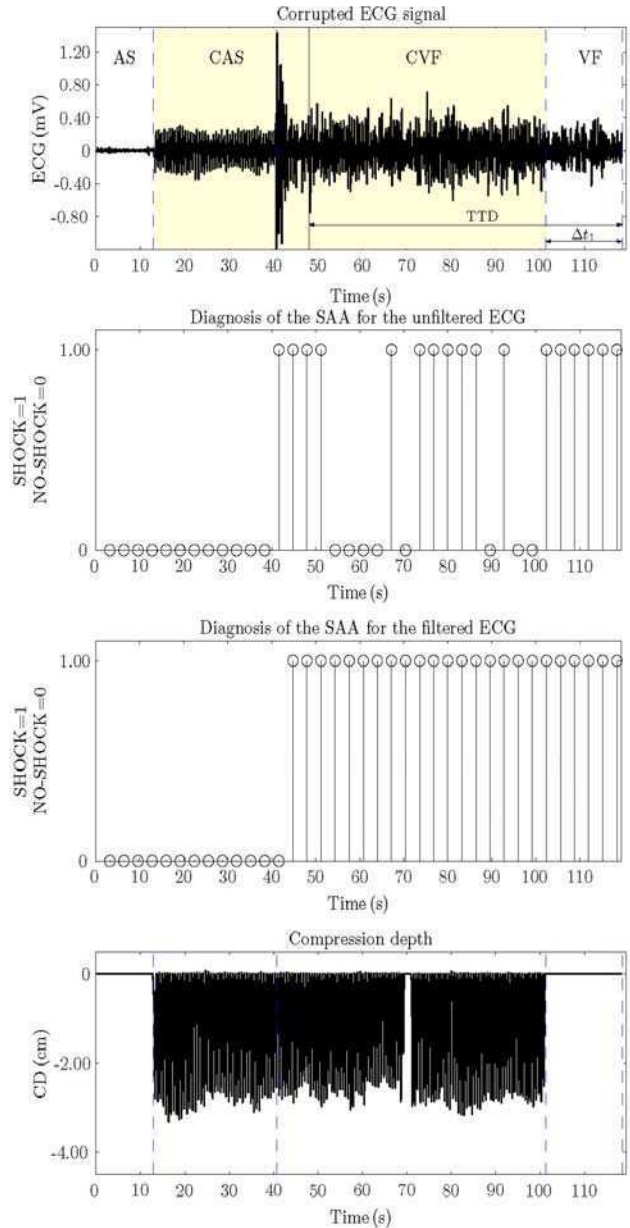 Corrupted ECG signal
AS CAS CVF VF
1.20
0.80
0.40
0
-0.40
-0.80
ECG (mV)
TTD
Δt₁
0 10 20 30 40 50 60 70 80 90 100 110
Time (s)
Diagnosis of the SAA for the unfiltered ECG
1.00
0
SHOCK=1
NO-SHOCK=0
0 10 20 30 40 50 60 70 80 90 100 110
Time (s)
Diagnosis of the SAA for the filtered ECG
1.00
0
SHOCK=1
NO-SHOCK=0
0 10 20 30 40 50 60 70 80 90 100 110
Time (s)
Compression depth
0
-2.00
-4.00
CD (cm)
0 10 20 30 40 50 60 70 80 90 100 110
Time (s)